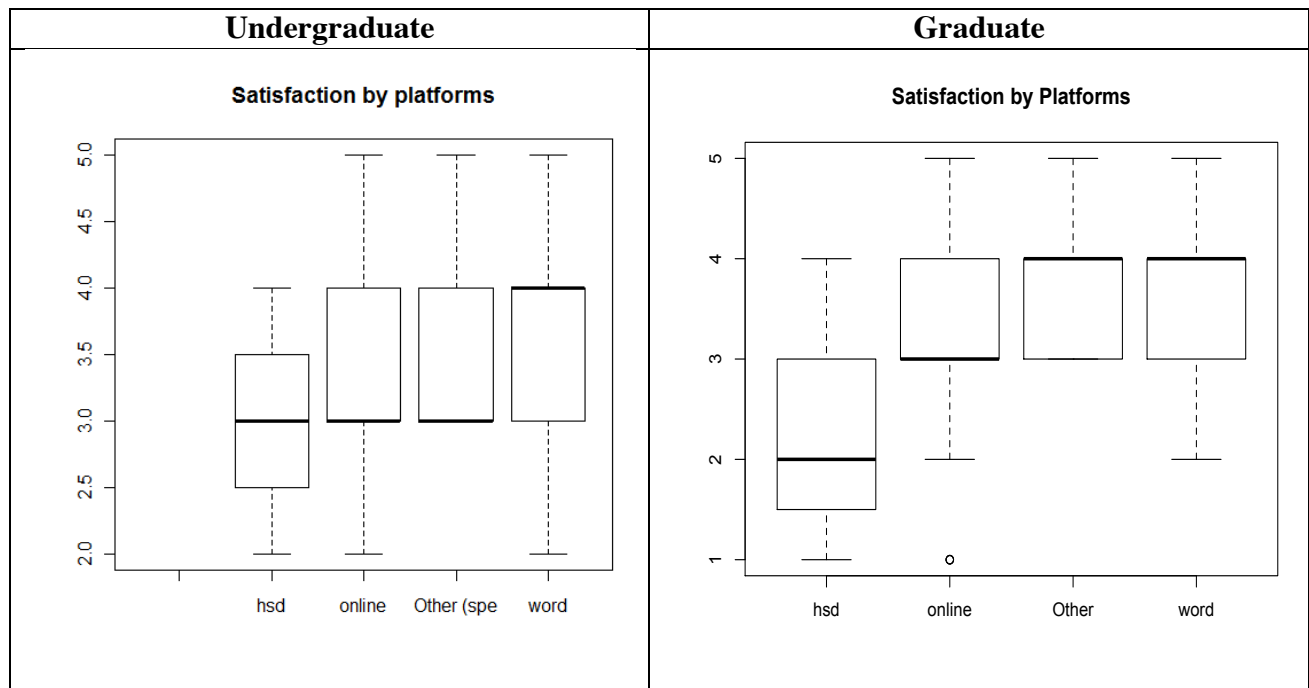 Undergraduate
Graduate
Satisfaction by platforms
5.0
4.5
4.0
3.5
3.0
2.5
2.0
hsd online Other (spe word
Satisfaction by Platforms
5
4
3
2
1
hsd online Other word